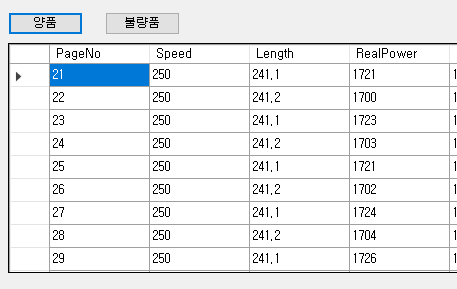 양품 불량품
PageNo Speed Length RealPower
21 250 241.1 1721
22 250 241.2 1700
23 250 241.1 1723
24 250 241.2 1703
25 250 241.1 1721
26 250 241.2 1702
27 250 241.1 1724
28 250 241.2 1704
29 250 241.1 1726